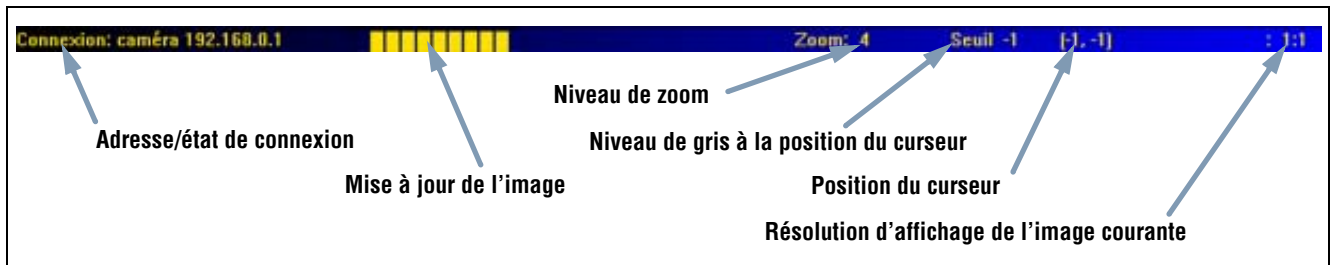 Connexion: caméra 192.168.0.1 Zoom: 4 Seuil -1 [-1, -1] : 1:1
Niveau de zoom
Adresse/état de connexion
Niveau de gris à la position du curseur
Mise à jour de l'image
Position du curseur
Résolution d'affichage de l'image courante